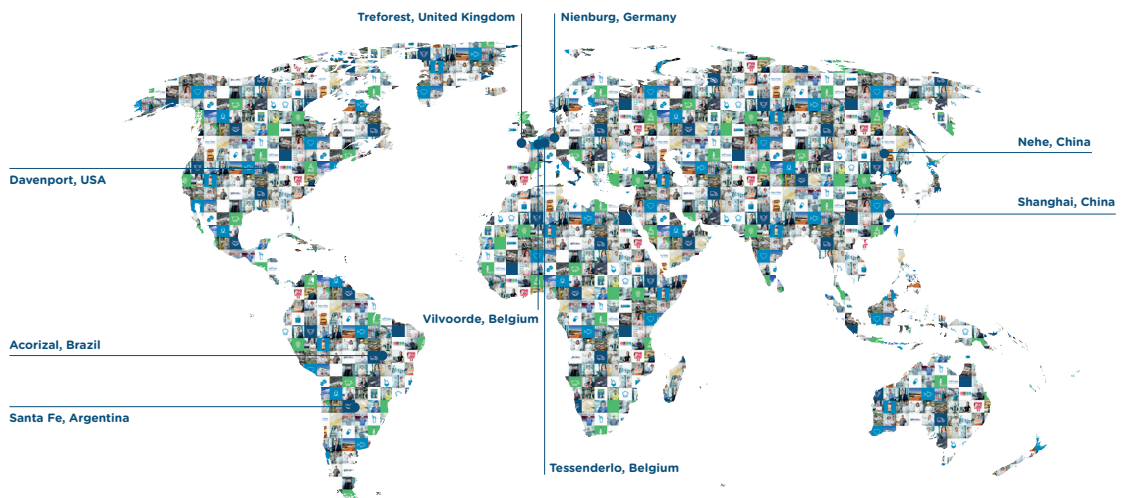 Treforest, United Kingdom
Nienburg, Germany
Nehe, China
Davenport, USA
Shanghai, China
Vilvoorde, Belgium
Acorizal, Brazil
Santa Fe, Argentina
Tessenderlo, Belgium